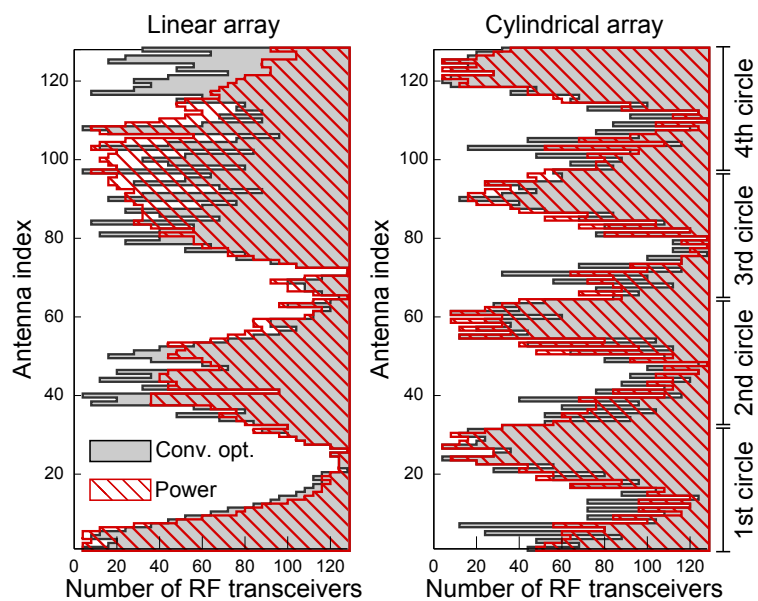 Linear array
Cylindrical array
Antenna index
120
100
80
60
40
20
Conv. opt.
Power
0 20 40 60 80 100 120
Number of RF transceivers
Antenna index
120
100
80
60
40
20
0 20 40 60 80 100 120
Number of RF transceivers
4th circle
3rd circle
2nd circle
1st circle